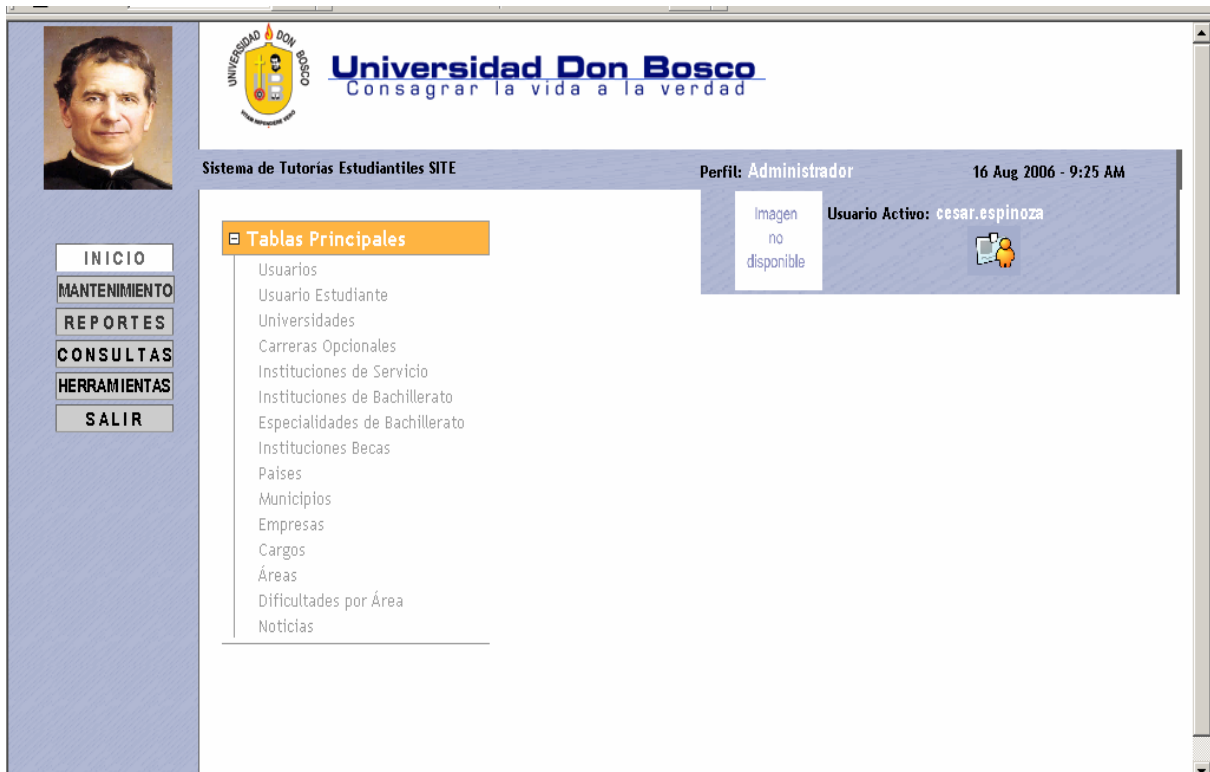 UNIVERSIDAD DON BOSCO
Universidad Don Bosco
Consagrar la vida a la verdad
Sistema de Tutorías Estudiantiles SITE
Perfil: Administrador
16 Aug 2006 - 9:25 AM
Imagen
no
disponible
Usuario Activo: cesar.espinoza
INICIO
MANTENIMIENTO
REPORTES
CONSULTAS
HERRAMIENTAS
SALIR
Tablas Principales
Usuarios
Usuario Estudiante
Universidades
Carreras Opcionales
Instituciones de Servicio
Instituciones de Bachillerato
Especialidades de Bachillerato
Instituciones Becas
Paises
Municipios
Empresas
Cargos
Áreas
Dificultades por Área
Noticias